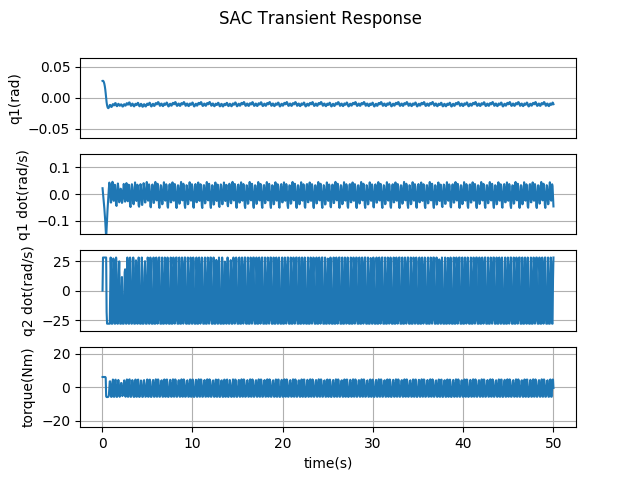 SAC Transient Response
0.05
0.00
−0.05
q1(rad)
0.1
0.0
−0.1
q1 dot(rad/s)
25
0
−25
q2 dot(rad/s)
20
0
−20
torque(Nm)
0 10 20 30 40 50
time(s)